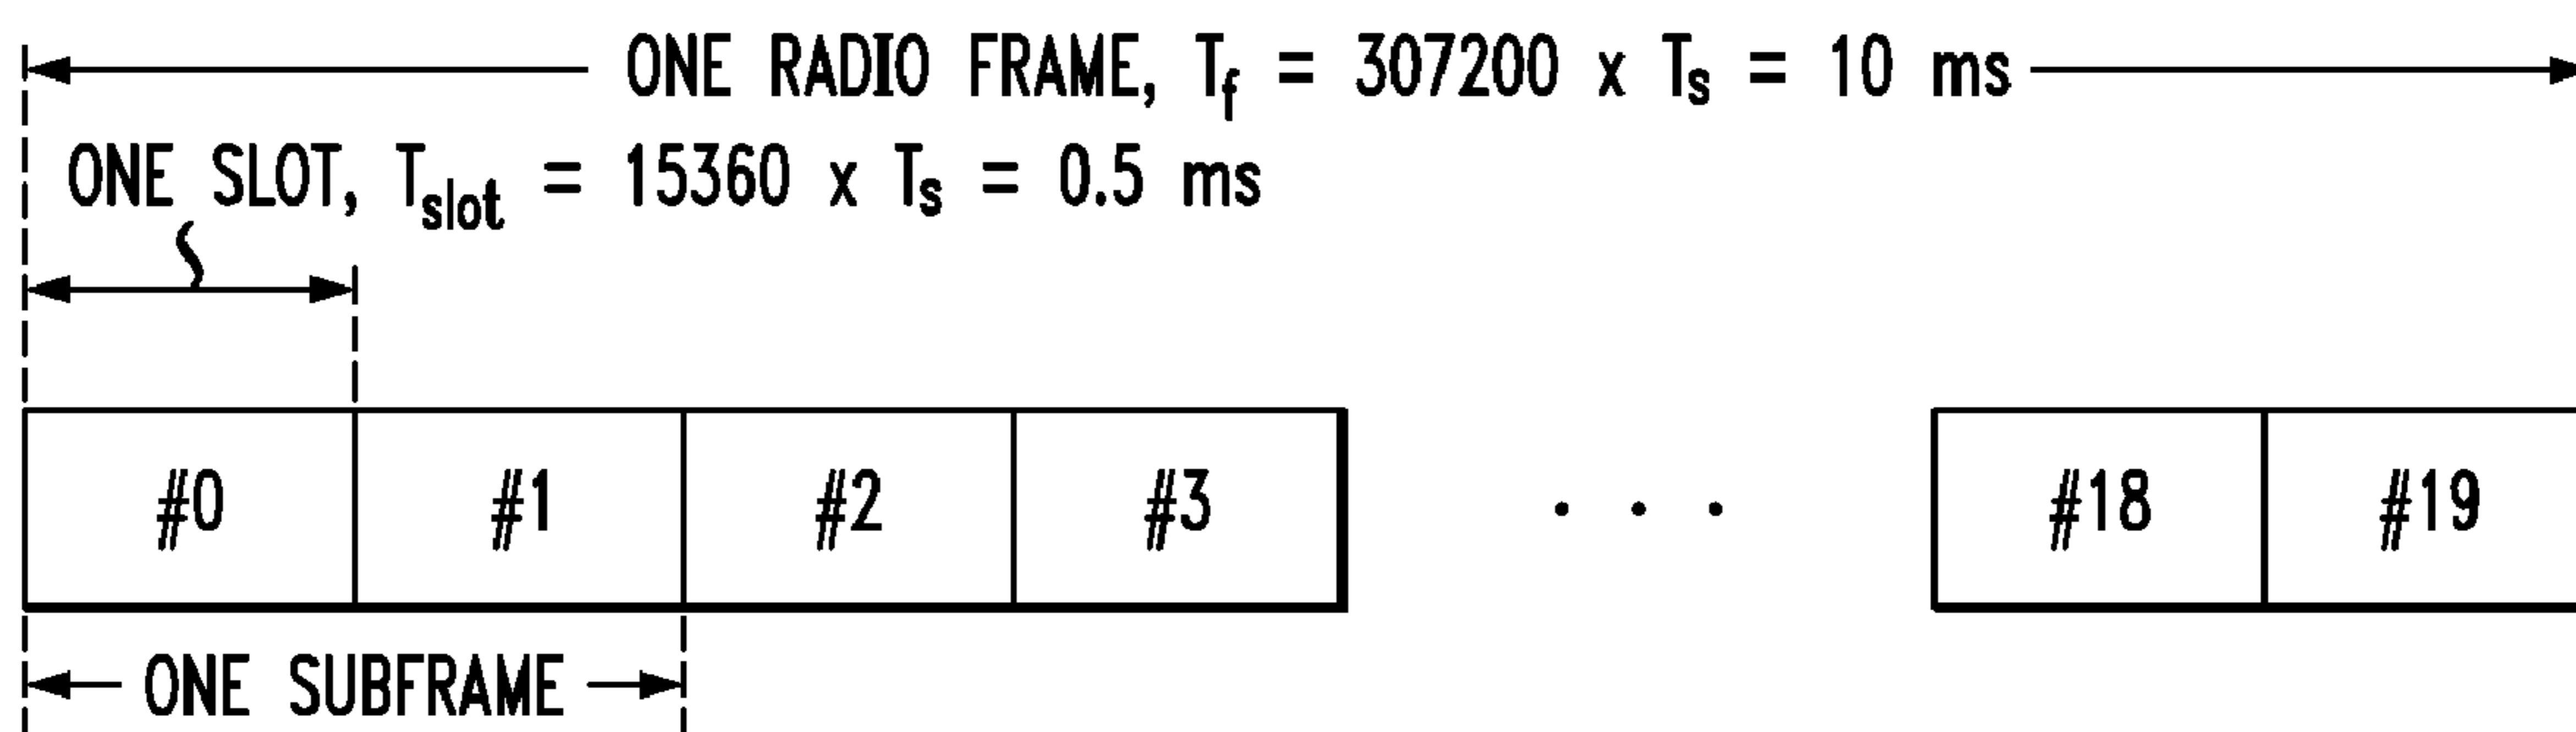 ONE RADIO FRAME, Tf = 307200 x Ts = 10 ms
ONE SLOT, Tslot = 15360 x Ts = 0.5 ms
#0 #1 #2 #3 . . . #18 #19
ONE SUBFRAME